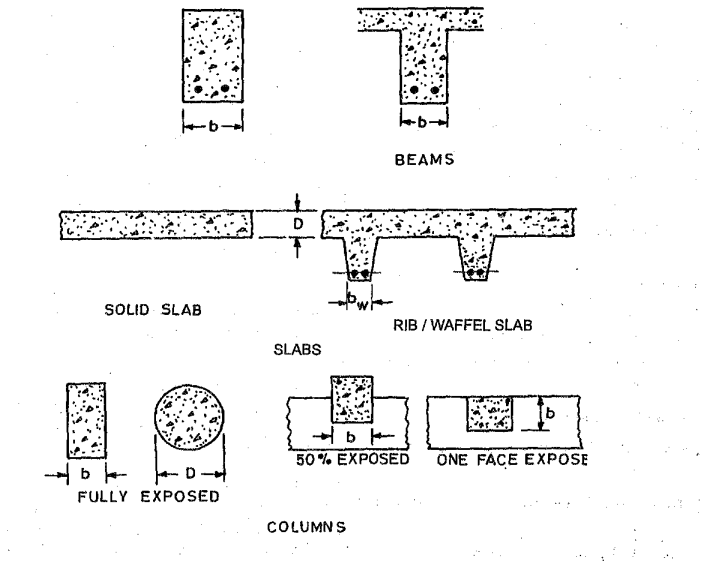 b
b
BEAMS
D
b_w
SOLID SLAB
RIB / WAFFEL SLAB
SLABS
b
b
50% EXPOSED
ONE FACE EXPOSE
b
D
FULLY EXPOSED
COLUMNS